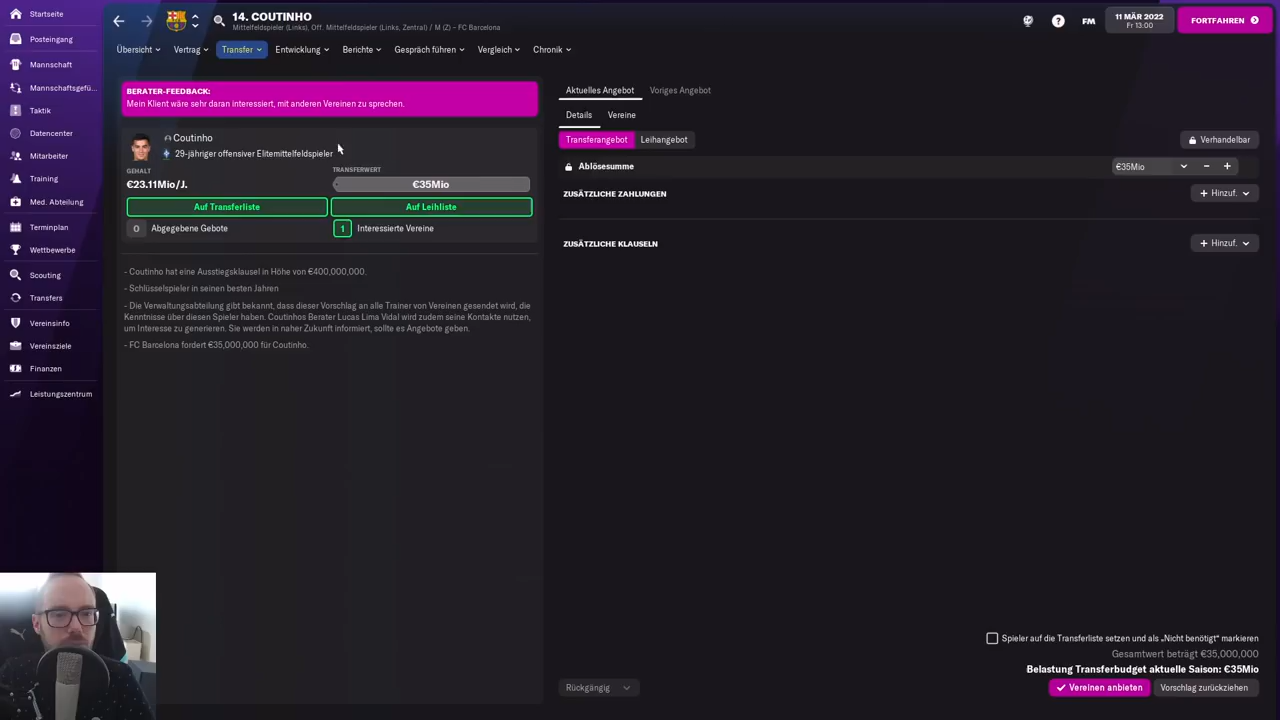 Startseite
Posteingang
Mannschaft
Mannschaftsgefü...
Taktik
Datencenter
Mitarbeiter
Training
Med. Abteilung
Terminplan
Wettbewerbe
Scouting
Transfers
Vereinsinfo
Vereinsziele
Finanzen
Leistungszentrum
14. COUTINHO
Mittelfeldspieler (Links), Off. Mittelfeldspieler (Links, Zentral) / M (Z) – FC Barcelona
FM
11 MÄR 2022
Fr 13:00
FORTFAHREN
Übersicht
Vertrag
Transfer
Entwicklung
Berichte
Gespräch führen
Vergleich
Chronik
BERATER-FEEDBACK:
Mein Klient wäre sehr daran interessiert, mit anderen Vereinen zu sprechen.
Coutinho
29-jähriger offensiver Elitemittelfeldspieler
GEHALT
€23.11Mio/J.
TRANSFERWERT
€35Mio
Auf Transferliste
Auf Leihliste
0 Abgegebene Gebote
1 Interessierte Vereine
- Coutinho hat eine Ausstiegsklausel in Höhe von €400,000,000.
- Schlüsselspieler in seinen besten Jahren
- Die Verwaltungsabteilung gibt bekannt, dass dieser Vorschlag an alle Trainer von Vereinen gesendet wird, die
Kenntnisse über diesen Spieler haben. Coutinhos Berater Lucas Lima Vidal wird zudem seine Kontakte nutzen,
um Interesse zu generieren. Sie werden in naher Zukunft informiert, sollte es Angebote geben.
- FC Barcelona fordert €35,000,000 für Coutinho.
Aktuelles Angebot
Voriges Angebot
Details
Vereine
Transferangebot
Leihangebot
Verhandelbar
Ablösesumme
€35Mio
ZUSÄTZLICHE ZAHLUNGEN
Hinzuf.
ZUSÄTZLICHE KLAUSELN
Hinzuf.
Spieler auf die Transferliste setzen und als „Nicht benötigt" markieren
Gesamtwert beträgt €35,000,000
Belastung Transferbudget aktuelle Saison: €35Mio
Rückgängig
Vereinen anbieten
Vorschlag zurückziehen